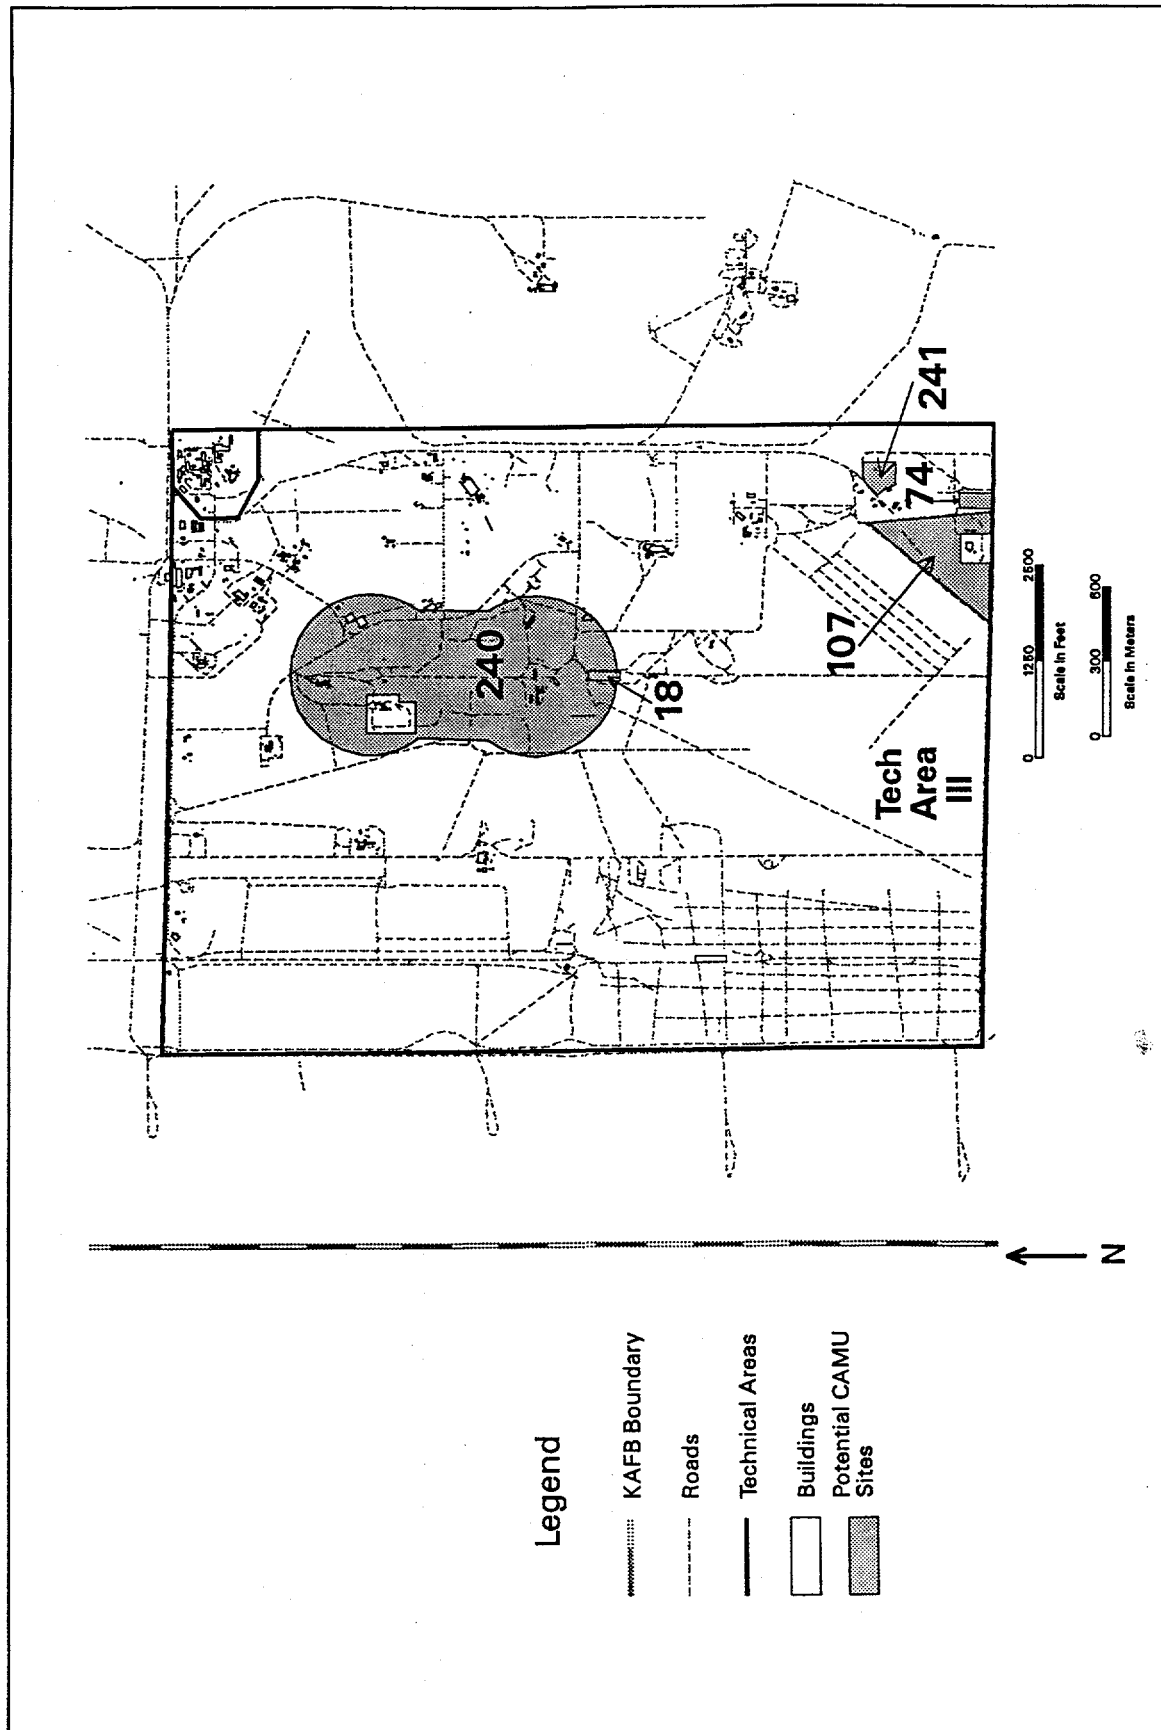 241
74
107
240
18
Tech
Area
III
0 1250 2500
Scale in Feet
0 300 600
Scale in Meters
N
Legend
KAFB Boundary
Roads
Technical Areas
Buildings
Potential CAMU
Sites